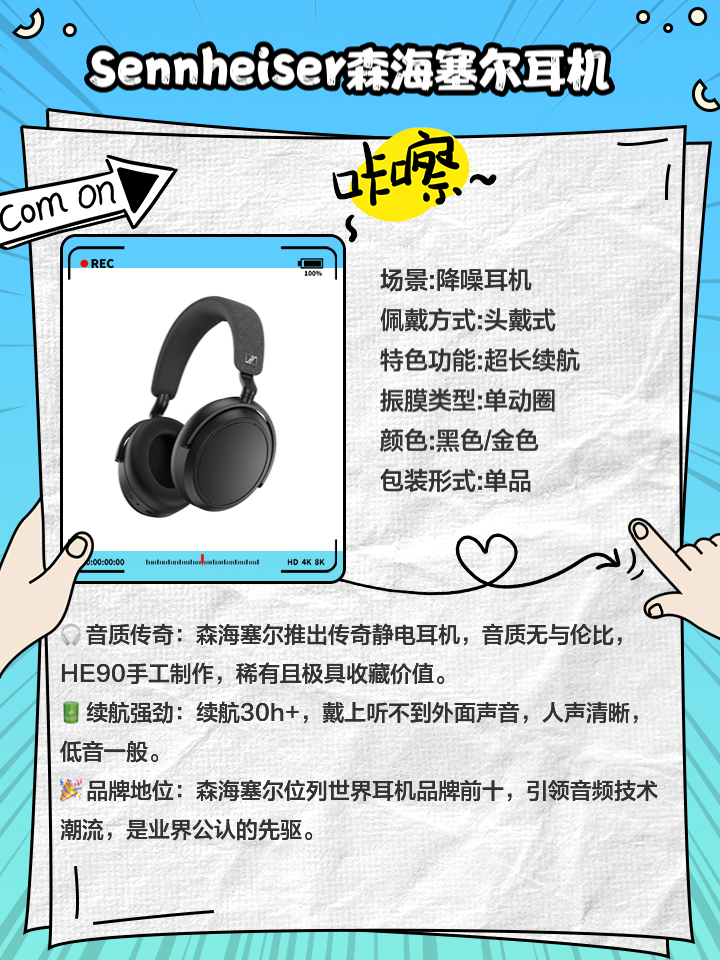 Sennheiser森海塞尔耳机
咔嚓~
Com on
REC
100%
场景:降噪耳机
佩戴方式:头戴式
特色功能:超长续航
振膜类型:单动圈
颜色:黑色/金色
包装形式:单品
0:00:00:00
HD 4K 8K
音质传奇：森海塞尔推出传奇静电耳机，音质无与伦比，
HE90手工制作，稀有且极具收藏价值。
续航强劲：续航30h+，戴上听不到外面声音，人声清晰，
低音一般。
品牌地位：森海塞尔位列世界耳机品牌前十，引领音频技术
潮流，是业界公认的先驱。